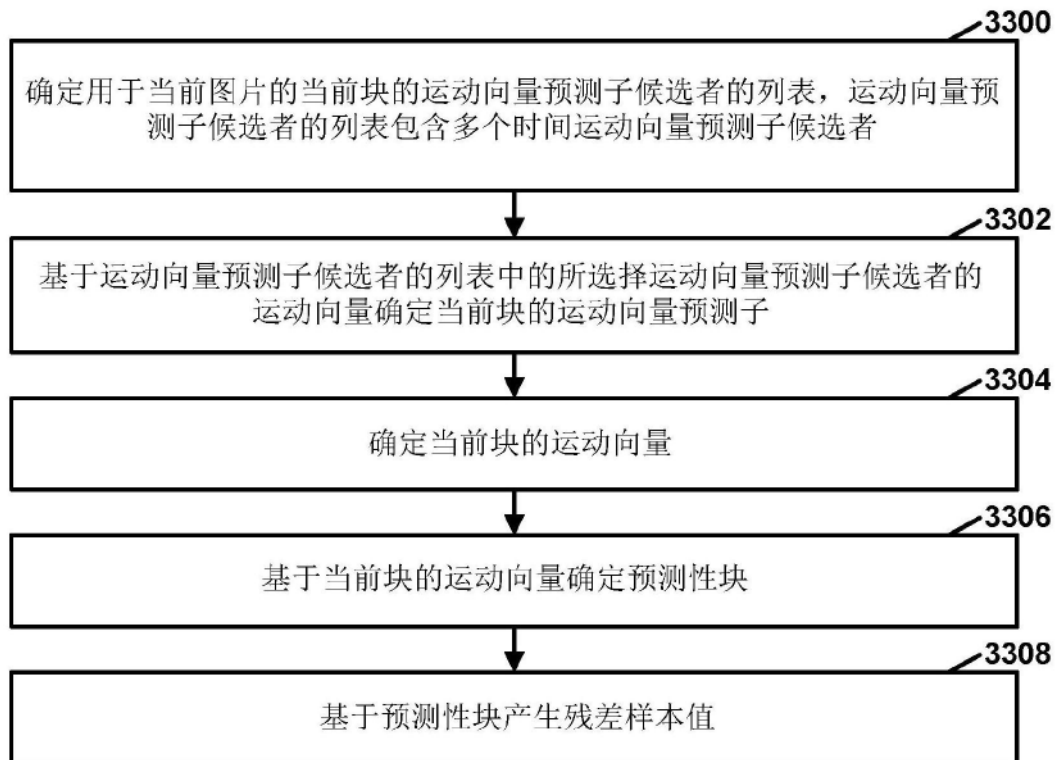 3300
确定用于当前图片的当前块的运动向量预测子候选者的列表，运动向量预
测子候选者的列表包含多个时间运动向量预测子候选者
3302
基于运动向量预测子候选者的列表中的所选择运动向量预测子候选者的
运动向量确定当前块的运动向量预测子
3304
确定当前块的运动向量
3306
基于当前块的运动向量确定预测性块
3308
基于预测性块产生残差样本值